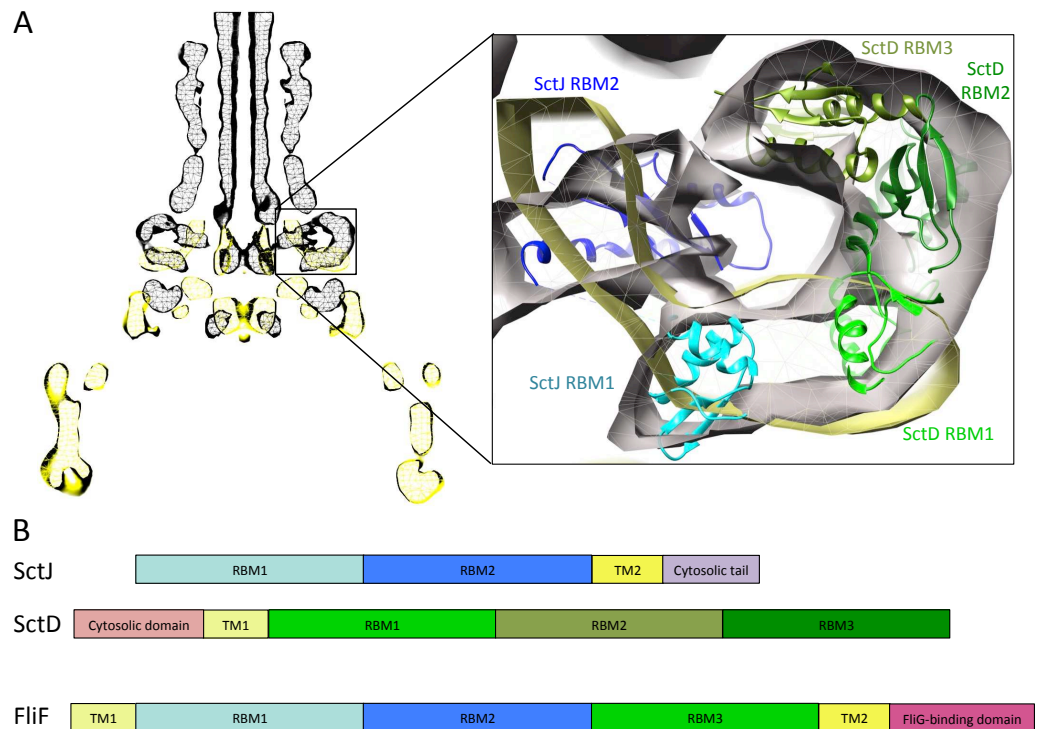 A
SctD RBM3
SctJ RBM2
SctD
RBM2
SctJ RBM1
SctD RBM1
B
SctJ RBM1 RBM2 TM2 Cytosolic tail
SctD Cytosolic domain TM1 RBM1 RBM2 RBM3
FliF TM1 RBM1 RBM2 RBM3 TM2 FliG-binding domain